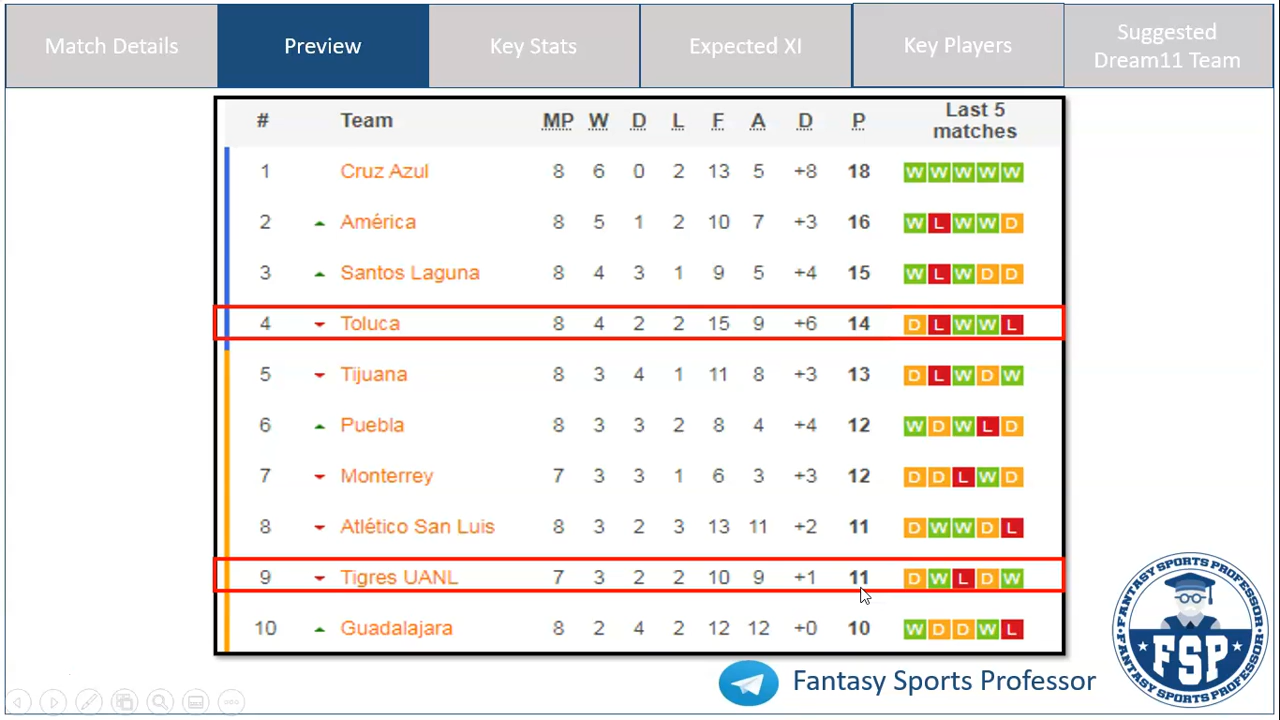 Match Details Preview Key Stats Expected XI Key Players Suggested Dream11 Team
# Team MP W D L F A D P Last 5 matches
1 Cruz Azul 8 6 0 2 13 5 +8 18 W W W W W
2 América 8 5 1 2 10 7 +3 16 W L W W D
3 Santos Laguna 8 4 3 1 9 5 +4 15 W L W D D
4 Toluca 8 4 2 2 15 9 +6 14 D L W W L
5 Tijuana 8 3 4 1 11 8 +3 13 D L W D W
6 Puebla 8 3 3 2 8 4 +4 12 W D W L D
7 Monterrey 7 3 3 1 6 3 +3 12 D D L W D
8 Atlético San Luis 8 3 2 3 13 11 +2 11 D W W D L
9 Tigres UANL 7 3 2 2 10 9 +1 11 D W L D W
10 Guadalajara 8 2 4 2 12 12 +0 10 W D D W L
Fantasy Sports Professor
FANTASY SPORTS PROFESSOR
FANTASY SPORTS PROFESSOR
FSP